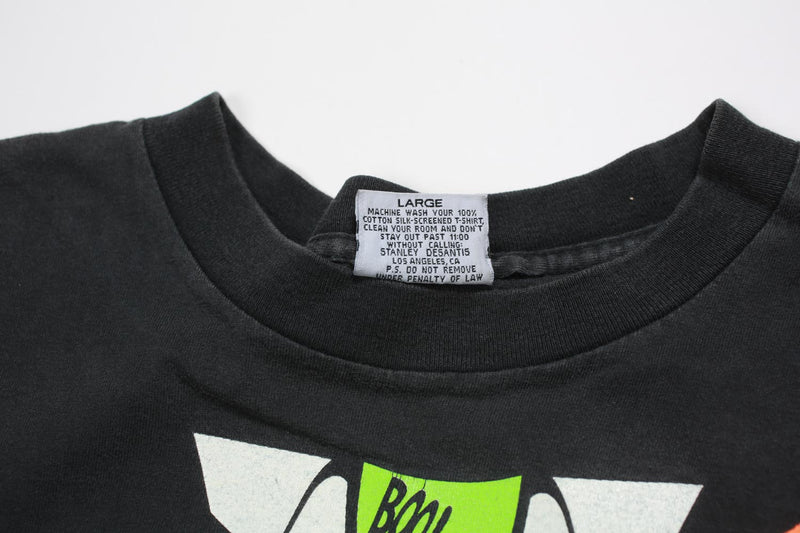 LARGE
MACHINE WASH YOUR 100%
COTTON SILK-SCREENED T-SHIRT,
CLEAN YOUR ROOM AND DON'T
STAY OUT PAST 11:00
WITHOUT CALLING:
STANLEY DESANTIS
LOS ANGELES, CA
P.S. DO NOT REMOVE
UNDER PENALTY OF LAW
BOO!